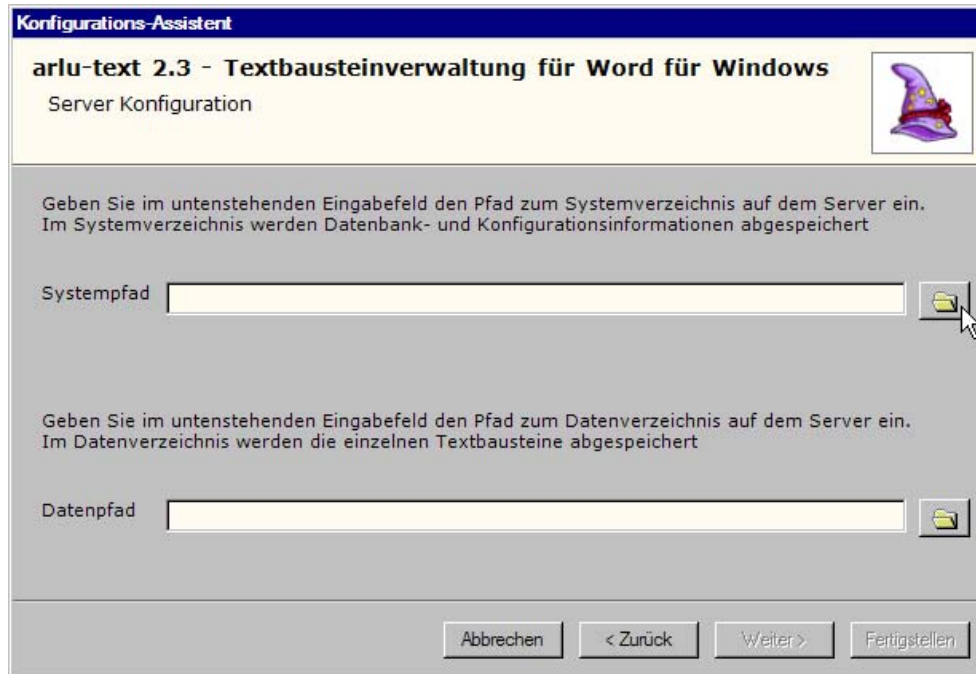 Konfigurations-Assistent
arlu-text 2.3 - Textbausteinverwaltung für Word für Windows
Server Konfiguration
Geben Sie im untenstehenden Eingabefeld den Pfad zum Systemverzeichnis auf dem Server ein.
Im Systemverzeichnis werden Datenbank- und Konfigurationsinformationen abgespeichert
Systempfad
Geben Sie im untenstehenden Eingabefeld den Pfad zum Datenverzeichnis auf dem Server ein.
Im Datenverzeichnis werden die einzelnen Textbausteine abgespeichert
Datenpfad
Abbrechen < Zurück Weiter > Fertigstellen